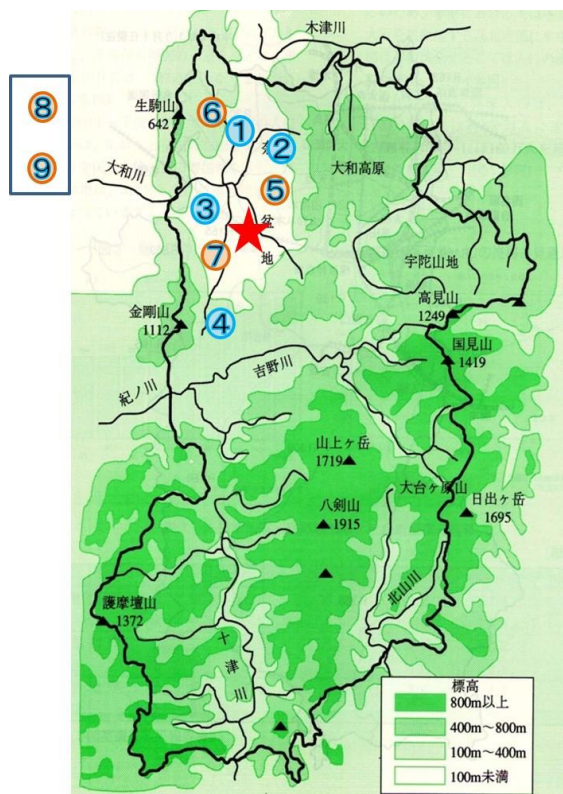 木津川
生駒山
642
⑥
①
⑧
②
奈
大和高原
⑨
大和川
⑤
③
盆
⑦
地
宇陀山地
高見山
1249
金剛山
1112
④
国見山
1419
吉野川
紀ノ川
山上ヶ岳
1719
大台ヶ原山
八剣山
1915
日出ヶ岳
1695
北山川
護摩壇山
1372
十津川
標高
800m以上
400m〜800m
100m〜400m
100m未満